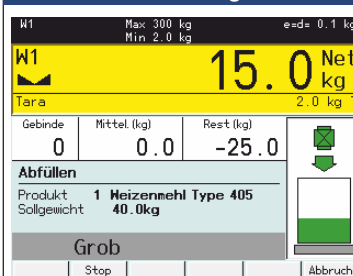 W1 Max 300 kg e=d= 0.1 kg
Min 2.0 kg
W1 15.0 Net
kg
Tara 2.0 kg T
Gebinde Mittel.(kg) Rest(kg)
0 0.0 -25.0
Abfüllen
Produkt 1 Weizenmehl Type 405
Sollgewicht 40.0kg
Grob
Stop Abbruch